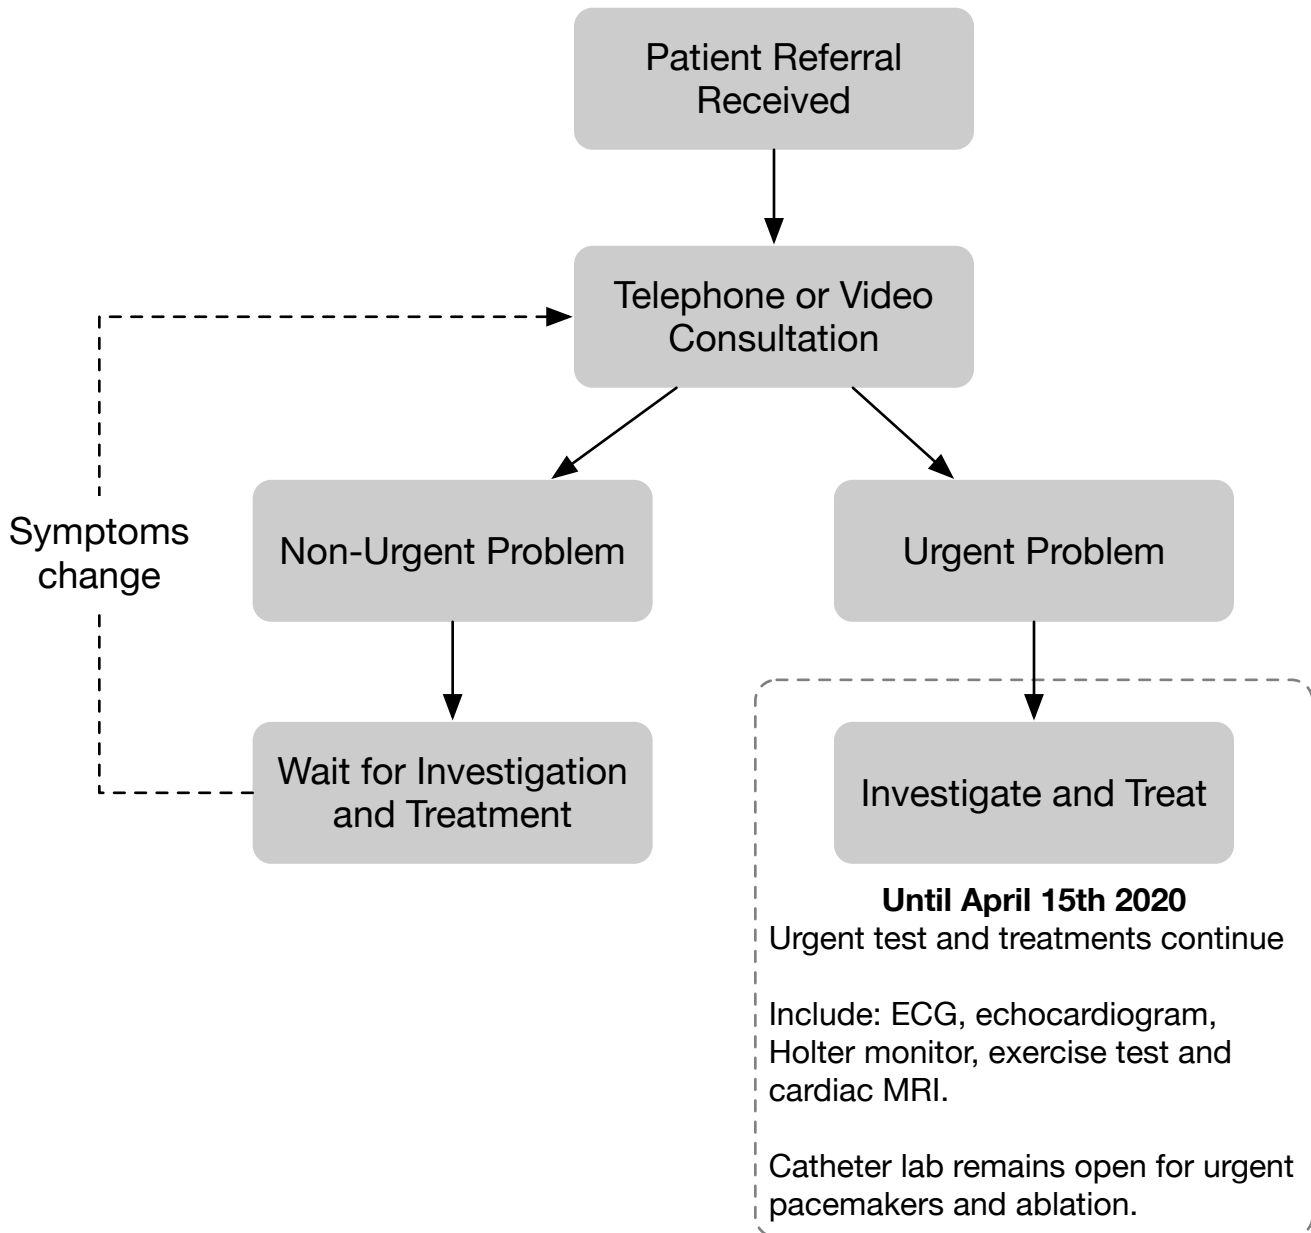 Patient Referral
Received
Telephone or Video
Consultation
Symptoms
change
Non-Urgent Problem
Urgent Problem
Wait for Investigation
and Treatment
Investigate and Treat
Until April 15th 2020
Urgent test and treatments continue
Include: ECG, echocardiogram,
Holter monitor, exercise test and
cardiac MRI.
Catheter lab remains open for urgent
pacemakers and ablation.